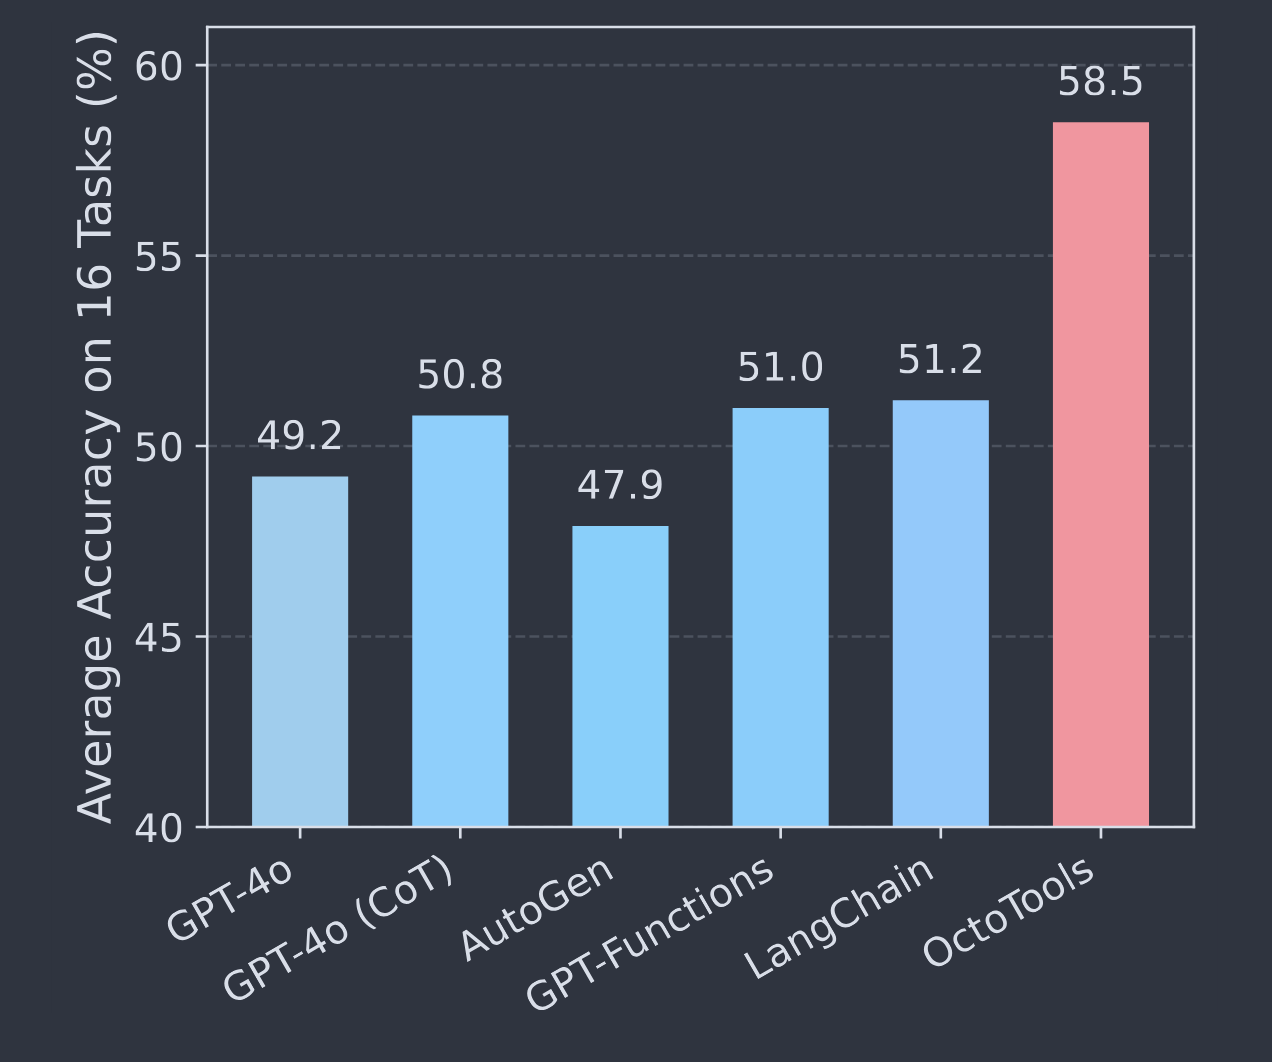 Average Accuracy on 16 Tasks (%)
60
55
50
45
40
49.2
50.8
47.9
51.0
51.2
58.5
GPT-4o
GPT-4o (CoT)
AutoGen
GPT-Functions
LangChain
OctoTools